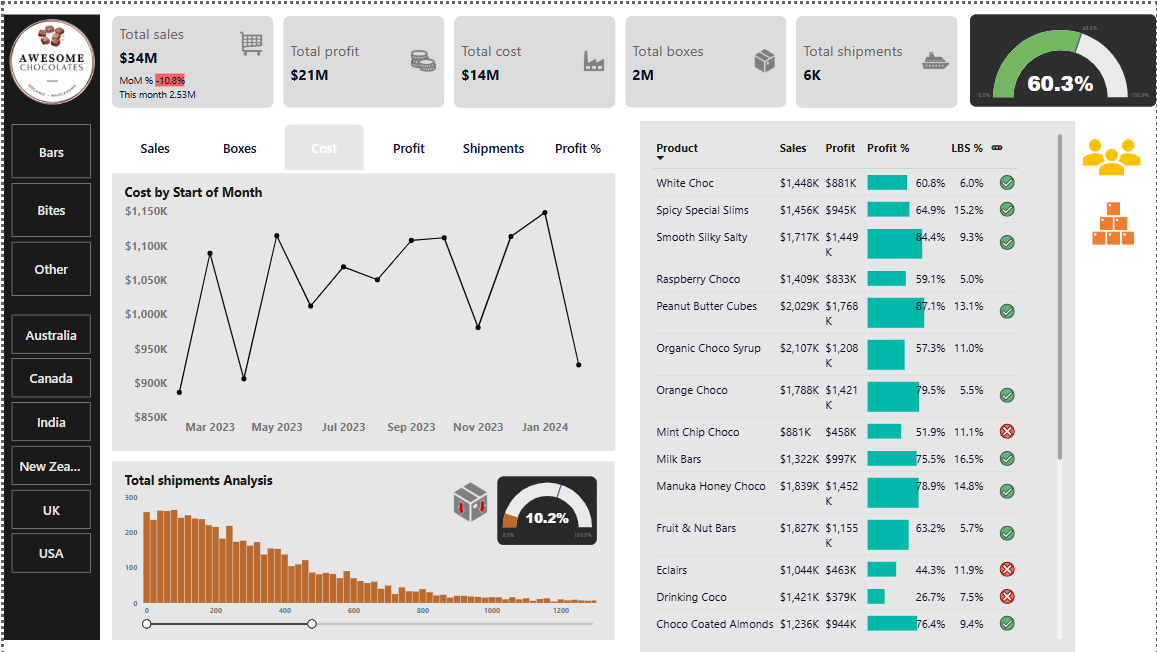 AWESOME
CHOCOLATES
ORGANIC • WHOLESOME
Bars
Bites
Other
Australia
Canada
India
New Zea...
UK
USA
Total sales
$34M
MoM % -10.8%
This month 2.53M
Total profit
$21M
Total cost
$14M
Total boxes
2M
Total shipments
6K
60.0%
60.3%
0.0% 100.0%
Sales Boxes Cost Profit Shipments Profit %
Cost by Start of Month
$1,150K
$1,100K
$1,050K
$1,000K
$950K
$900K
$850K
Mar 2023 May 2023 Jul 2023 Sep 2023 Nov 2023 Jan 2024
Total shipments Analysis
300
200
100
0
0 200 400 600 800 1000 1200
10.2%
0.0% 100.0%
Product Sales Profit Profit % LBS %
White Choc $1,448K $881K 60.8% 6.0%
Spicy Special Slims $1,456K $945K 64.9% 15.2%
Smooth Silky Salty $1,717K $1,449 84.4% 9.3%
K
Raspberry Choco $1,409K $833K 59.1% 5.0%
Peanut Butter Cubes $2,029K $1,768 87.1% 13.1%
K
Organic Choco Syrup $2,107K $1,208 57.3% 11.0%
K
Orange Choco $1,788K $1,421 79.5% 5.5%
K
Mint Chip Choco $881K $458K 51.9% 11.1%
Milk Bars $1,322K $997K 75.5% 16.5%
Manuka Honey Choco $1,839K $1,452 78.9% 14.8%
K
Fruit & Nut Bars $1,827K $1,155 63.2% 5.7%
K
Eclairs $1,044K $463K 44.3% 11.9%
Drinking Coco $1,421K $379K 26.7% 7.5%
Choco Coated Almonds $1,236K $944K 76.4% 9.4%